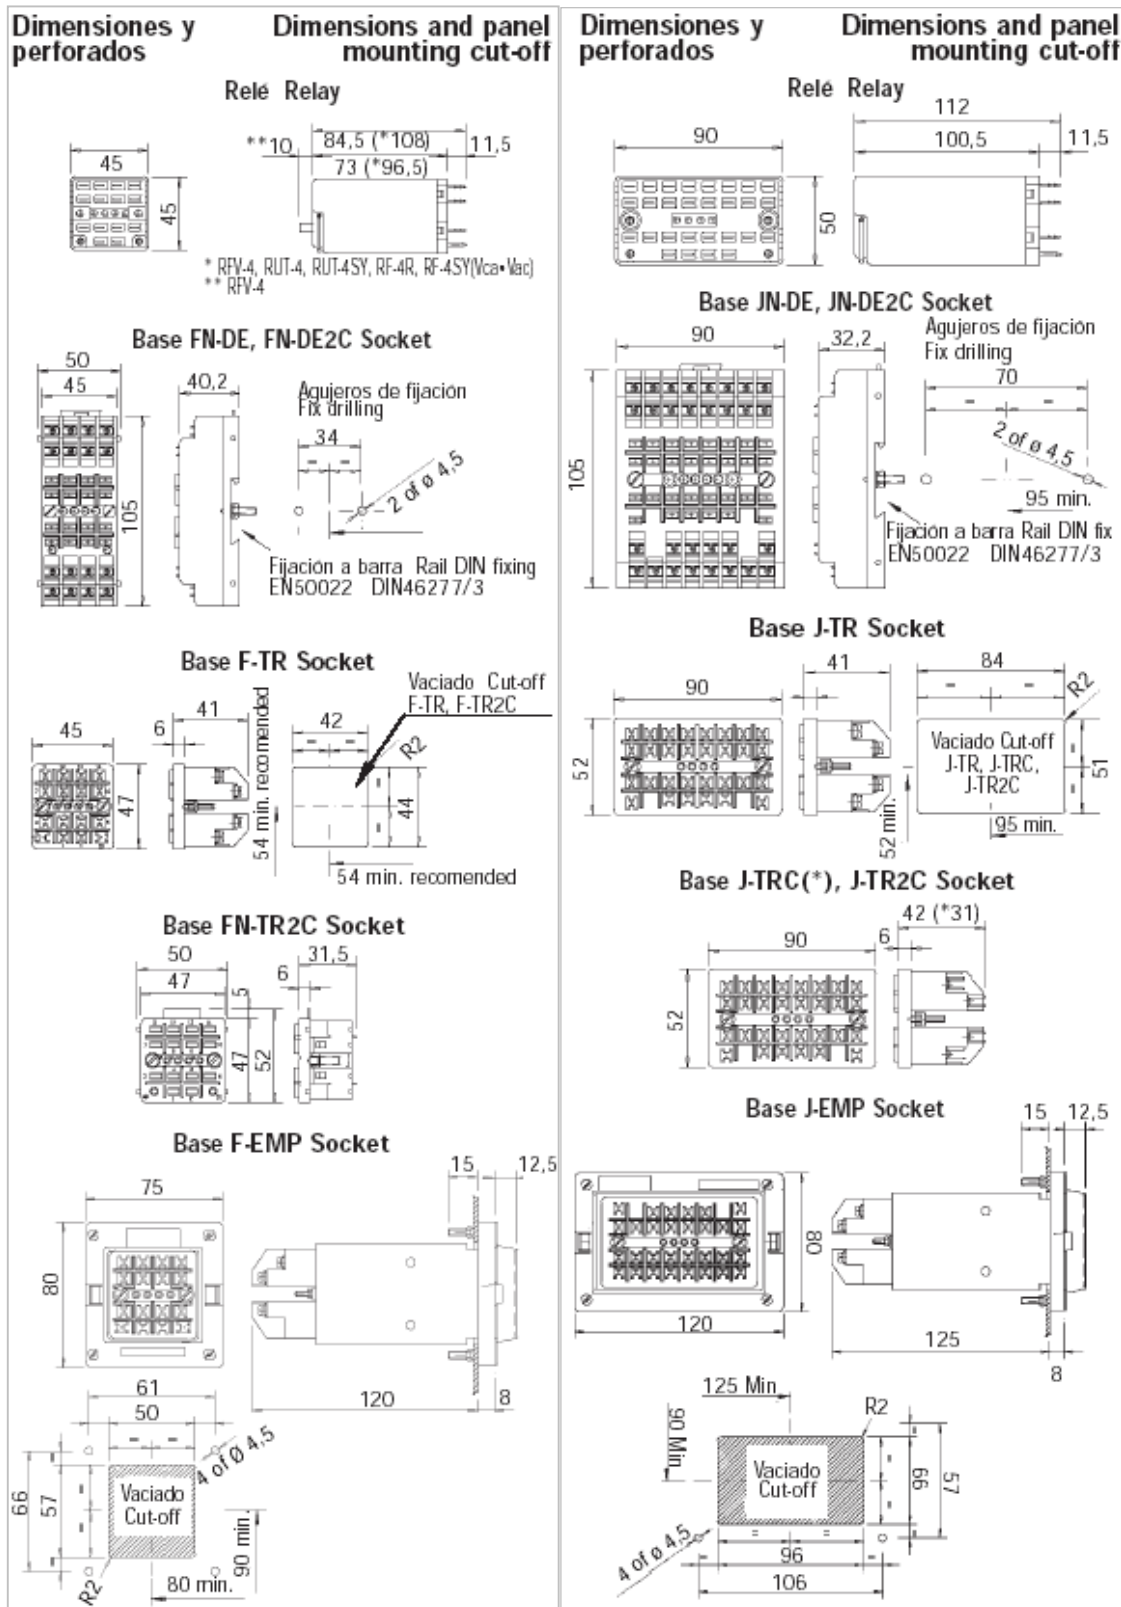 Dimensiones y
perforados
Dimensions and panel
mounting cut-off
Relé Relay
45
45
**10
84,5 (*108)
73 (*96,5)
11,5
* RFV-4, RUT-4, RUT-4SY, RF-4R, RF-4SY(Vca•Vac)
** RFV-4
Base FN-DE, FN-DE2C Socket
50
45
105
40,2
Agujeros de fijación
Fix drilling
34
2 of ø 4,5
Fijación a barra Rail DIN fixing
EN50022 DIN46277/3
Base F-TR Socket
45
47
41
6
54 min. recomended
42
Vaciado Cut-off
F-TR, F-TR2C
R2
44
54 min. recomended
Base FN-TR2C Socket
50
47
5
47
52
31,5
6
Base F-EMP Socket
75
80
15
12,5
120
8
61
50
4 of Ø 4,5
66
57
Vaciado
Cut-off
90 min.
R2
80 min.
Dimensiones y
perforados
Dimensions and panel
mounting cut-off
Relé Relay
90
50
112
100,5
11,5
Base JN-DE, JN-DE2C Socket
90
105
32,2
Agujeros de fijación
Fix drilling
70
2 of ø 4,5
95 min.
Fijación a barra Rail DIN fix
EN50022 DIN46277/3
Base J-TR Socket
90
52
41
84
R2
Vaciado Cut-off
J-TR, J-TRC,
J-TR2C
51
52 min.
95 min.
Base J-TRC(*), J-TR2C Socket
90
52
42 (*31)
6
Base J-EMP Socket
15
12,5
80
120
125
8
125 Min
90 Min
R2
Vaciado
Cut-off
66
57
4 of ø 4,5
96
106